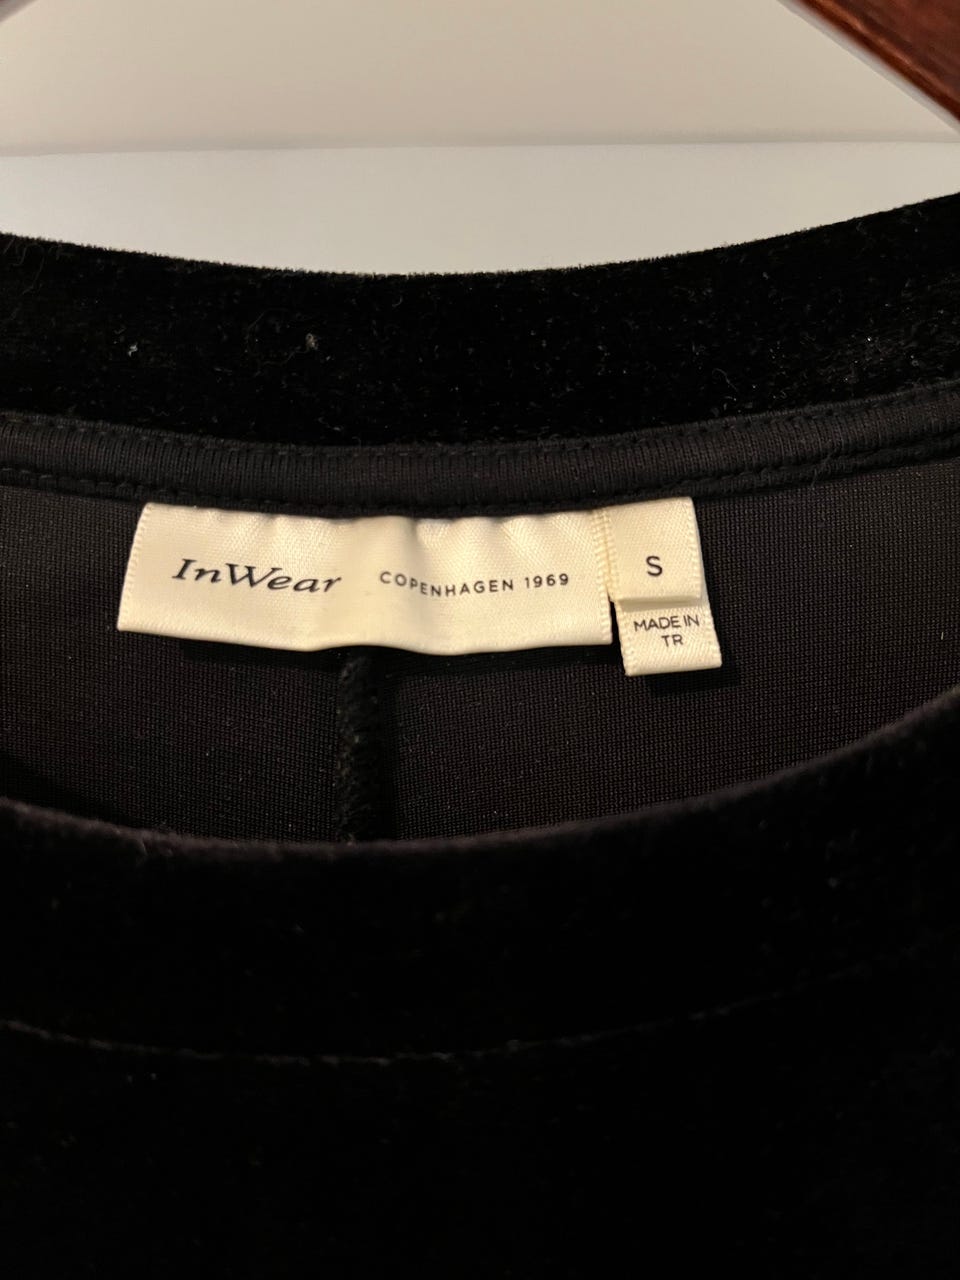 InWear COPENHAGEN 1969
S
MADE IN
TR